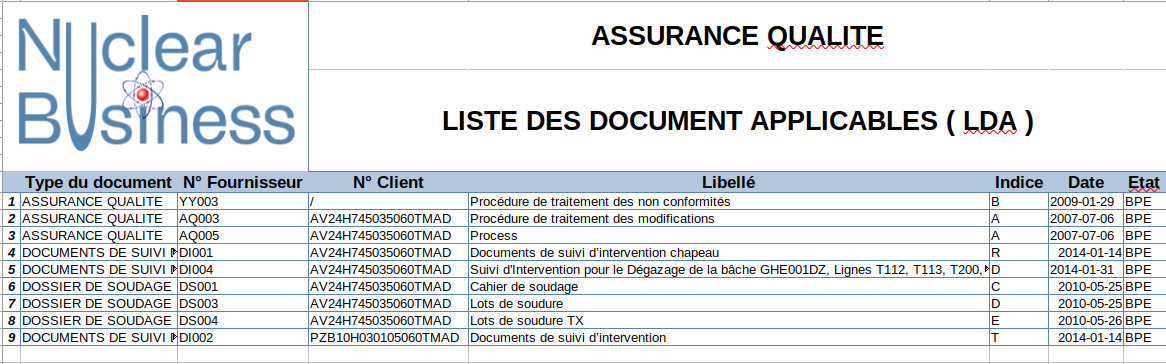 Nuclear
Business
ASSURANCE QUALITE
LISTE DES DOCUMENT APPLICABLES ( LDA )
Type du document N° Fournisseur N° Client Libellé Indice Date Etat
1 ASSURANCE QUALITE YY003 / Procédure de traitement des non conformités B 2009-01-29 BPE
2 ASSURANCE QUALITE AQ003 AV24H745035060TMAD Procédure de traitement des modifications A 2007-07-06 BPE
3 ASSURANCE QUALITE AQ005 AV24H745035060TMAD Process A 2007-07-06 BPE
4 DOCUMENTS DE SUIVI DI001 AV24H745035060TMAD Documents de suivi d'intervention chapeau R 2014-01-14 BPE
5 DOCUMENTS DE SUIVI DI004 AV24H745035060TMAD Suivi d'Intervention pour le Dégazage de la bâche GHE001DZ, Lignes T112, T113, T200, D 2014-01-31 BPE
6 DOSSIER DE SOUDAGE DS001 AV24H745035060TMAD Cahier de soudage C 2010-05-25 BPE
7 DOSSIER DE SOUDAGE DS003 AV24H745035060TMAD Lots de soudure D 2010-05-25 BPE
8 DOSSIER DE SOUDAGE DS004 AV24H745035060TMAD Lots de soudure TX E 2010-05-26 BPE
9 DOCUMENTS DE SUIVI DI002 PZB10H030105060TMAD Documents de suivi d'intervention T 2014-01-14 BPE